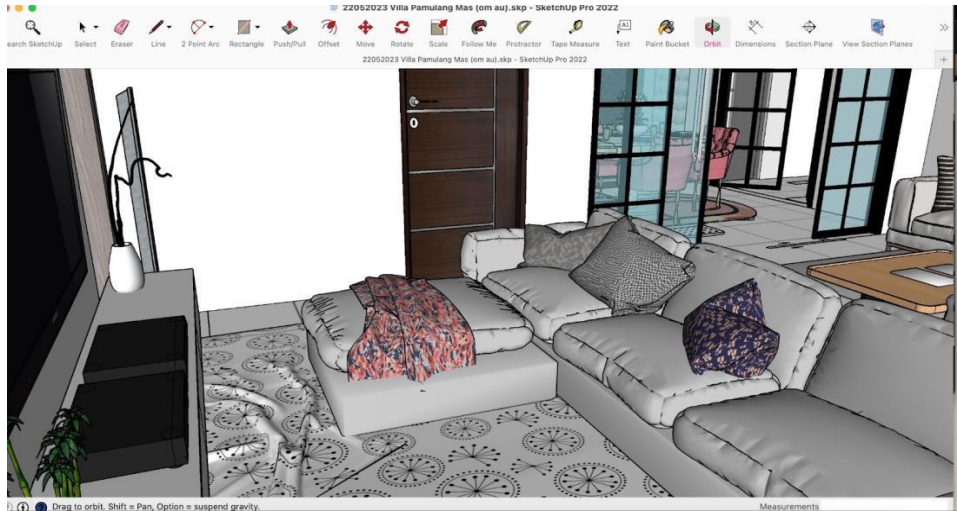 22052023 Villa Pamulang Mas (om au).skp - SketchUp Pro 2022
earch SketchUp Select Eraser Line 2 Point Arc Rectangle Push/Pull Offset Move Rotate Scale Follow Me Protractor Tape Measure Text Paint Bucket Orbit Dimensions Section Plane View Section Planes
22052023 Villa Pamulang Mas (om au).skp - SketchUp Pro 2022
Drag to orbit. Shift = Pan, Option = suspend gravity. Measurements